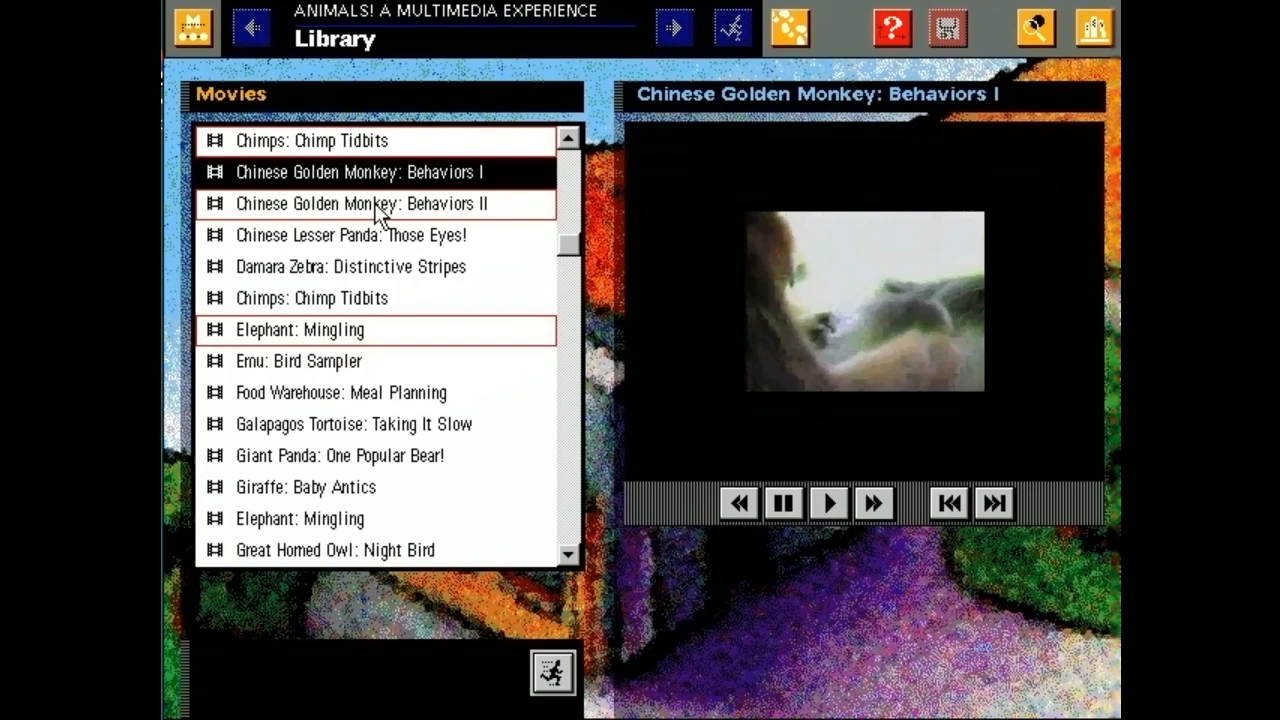 ANIMALS! A MULTIMEDIA EXPERIENCE
Library
?
Movies
Chimps: Chimp Tidbits
Chinese Golden Monkey: Behaviors I
Chinese Golden Monkey: Behaviors II
Chinese Lesser Panda: Those Eyes!
Damara Zebra: Distinctive Stripes
Chimps: Chimp Tidbits
Elephant: Mingling
Emu: Bird Sampler
Food Warehouse: Meal Planning
Galapagos Tortoise: Taking It Slow
Giant Panda: One Popular Bear!
Giraffe: Baby Antics
Elephant: Mingling
Great Horned Owl: Night Bird
Chinese Golden Monkey: Behaviors I